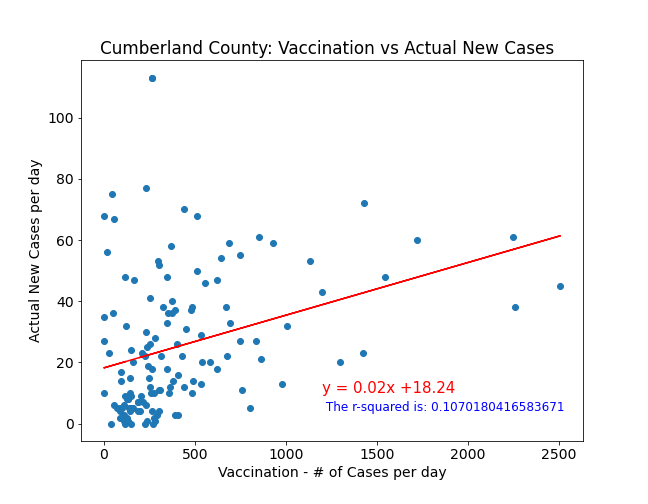 Cumberland County: Vaccination vs Actual New Cases
Actual New Cases per day
100
80
60
40
20
0
y = 0.02x +18.24
The r-squared is: 0.1070180416583671
0 500 1000 1500 2000 2500
Vaccination - # of Cases per day